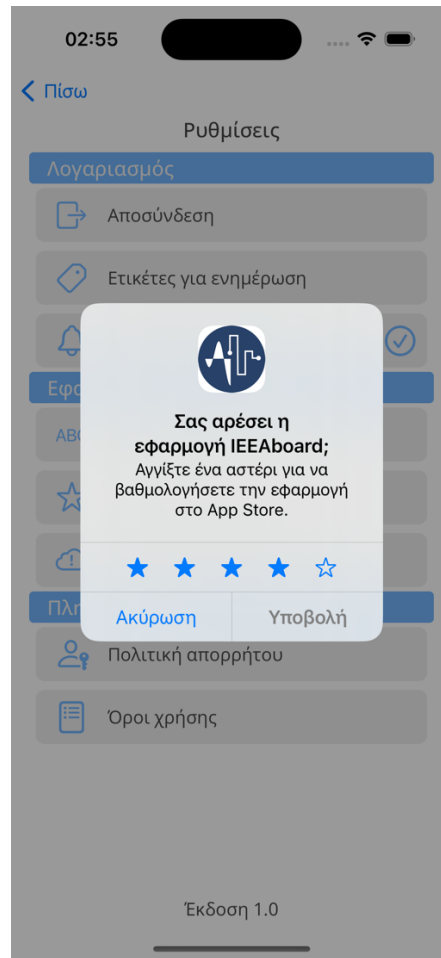 02:55
Πίσω
Ρυθμίσεις
Λογαριασμός
Αποσύνδεση
Ετικέτες για ενημέρωση
Σας αρέσει η
εφαρμογή IEEAboard;
Αγγίξτε ένα αστέρι για να
βαθμολογήσετε την εφαρμογή
στο App Store.
Ακύρωση
Υποβολή
Πολιτική απορρήτου
Όροι χρήσης
Έκδοση 1.0